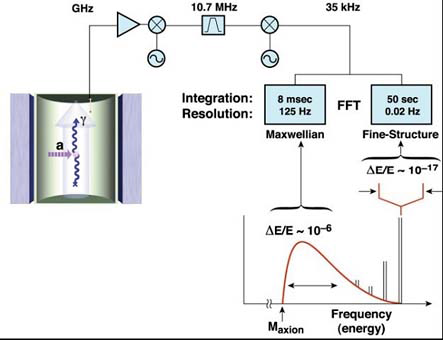 GHz
10.7 MHz
35 kHz
γ
a
Integration:
Resolution:
8 msec
125 Hz
FFT
50 sec
0.02 Hz
Maxwellian
Fine-Structure
ΔE/E ~ 10⁻¹⁷
ΔE/E ~ 10⁻⁶
Frequency
(energy)
Maxion